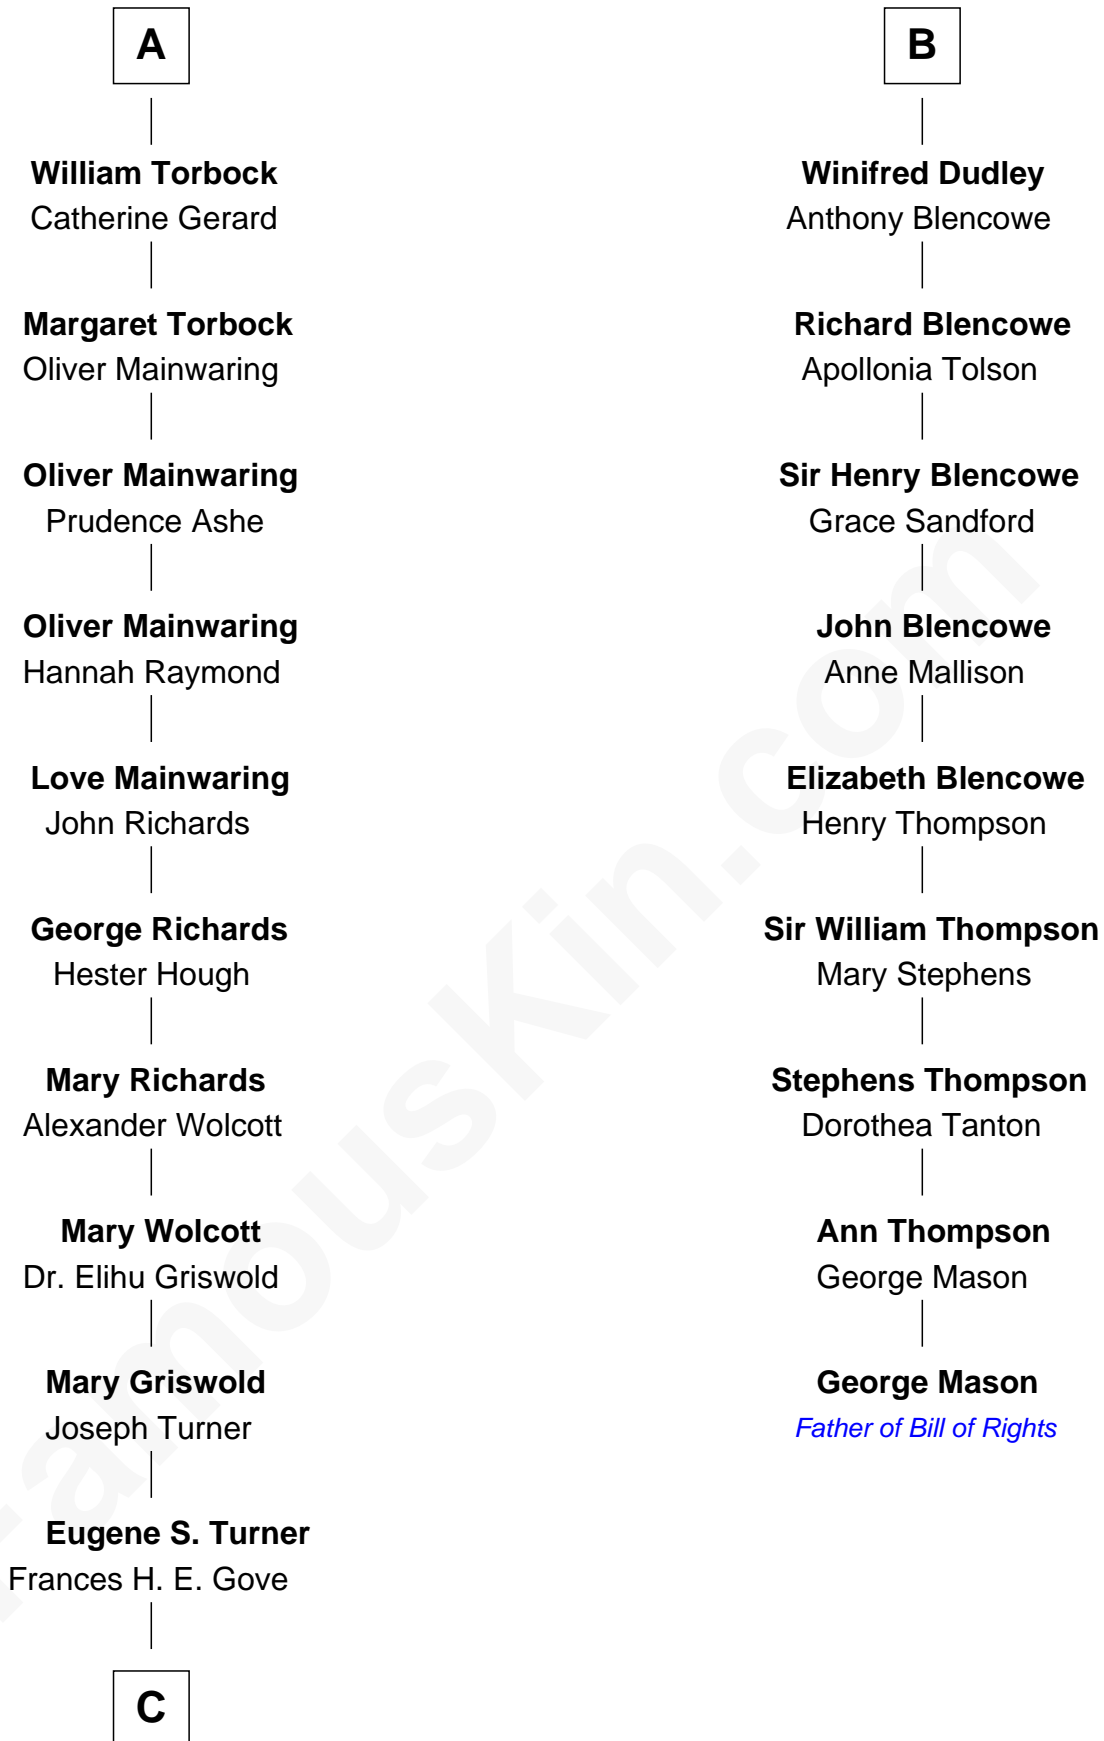 A
William Torbock
Catherine Gerard
Margaret Torbock
Oliver Mainwaring
Oliver Mainwaring
Prudence Ashe
Oliver Mainwaring
Hannah Raymond
Love Mainwaring
John Richards
George Richards
Hester Hough
Mary Richards
Alexander Wolcott
Mary Wolcott
Dr. Elihu Griswold
Mary Griswold
Joseph Turner
Eugene S. Turner
Frances H. E. Gove
C
B
Winifred Dudley
Anthony Blencowe
Richard Blencowe
Apollonia Tolson
Sir Henry Blencowe
Grace Sandford
John Blencowe
Anne Mallison
Elizabeth Blencowe
Henry Thompson
Sir William Thompson
Mary Stephens
Stephens Thompson
Dorothea Tanton
Ann Thompson
George Mason
George Mason
Father of Bill of Rights
FamousKin.com